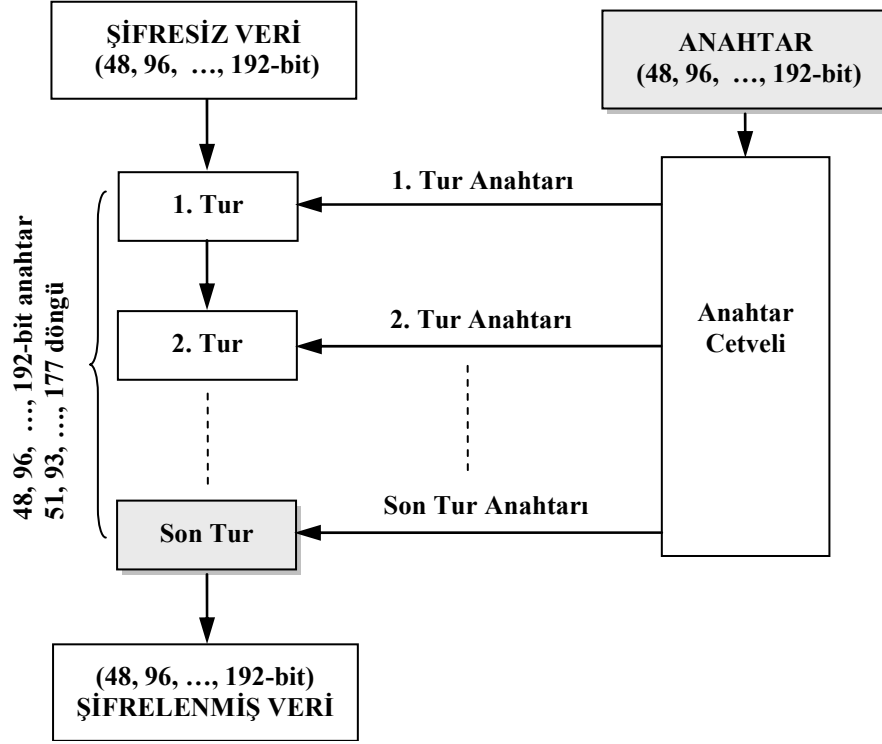 ŞİFRESİZ VERİ
(48, 96, …, 192-bit)
ANAHTAR
(48, 96, …, 192-bit)
1. Tur
1. Tur Anahtarı
2. Tur
2. Tur Anahtarı
Anahtar
Cetveli
48, 96, …, 192-bit anahtar
51, 93, …, 177 döngü
Son Tur
Son Tur Anahtarı
(48, 96, …, 192-bit)
ŞİFRELENMİŞ VERİ